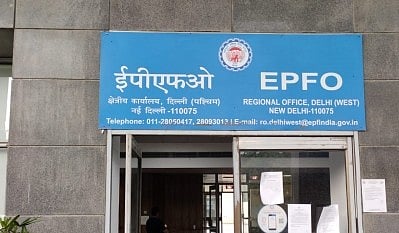 ईपीएफओ
क्षेत्रीय कार्यालय, दिल्ली (पश्चिम)
नई दिल्ली -110075
EPFO
REGIONAL OFFICE, DELHI (WEST)
NEW DELHI-110075
Telephone: 011-28050417, 28093013 | E-mail: ro.delhiwest@epfindia.gov.in